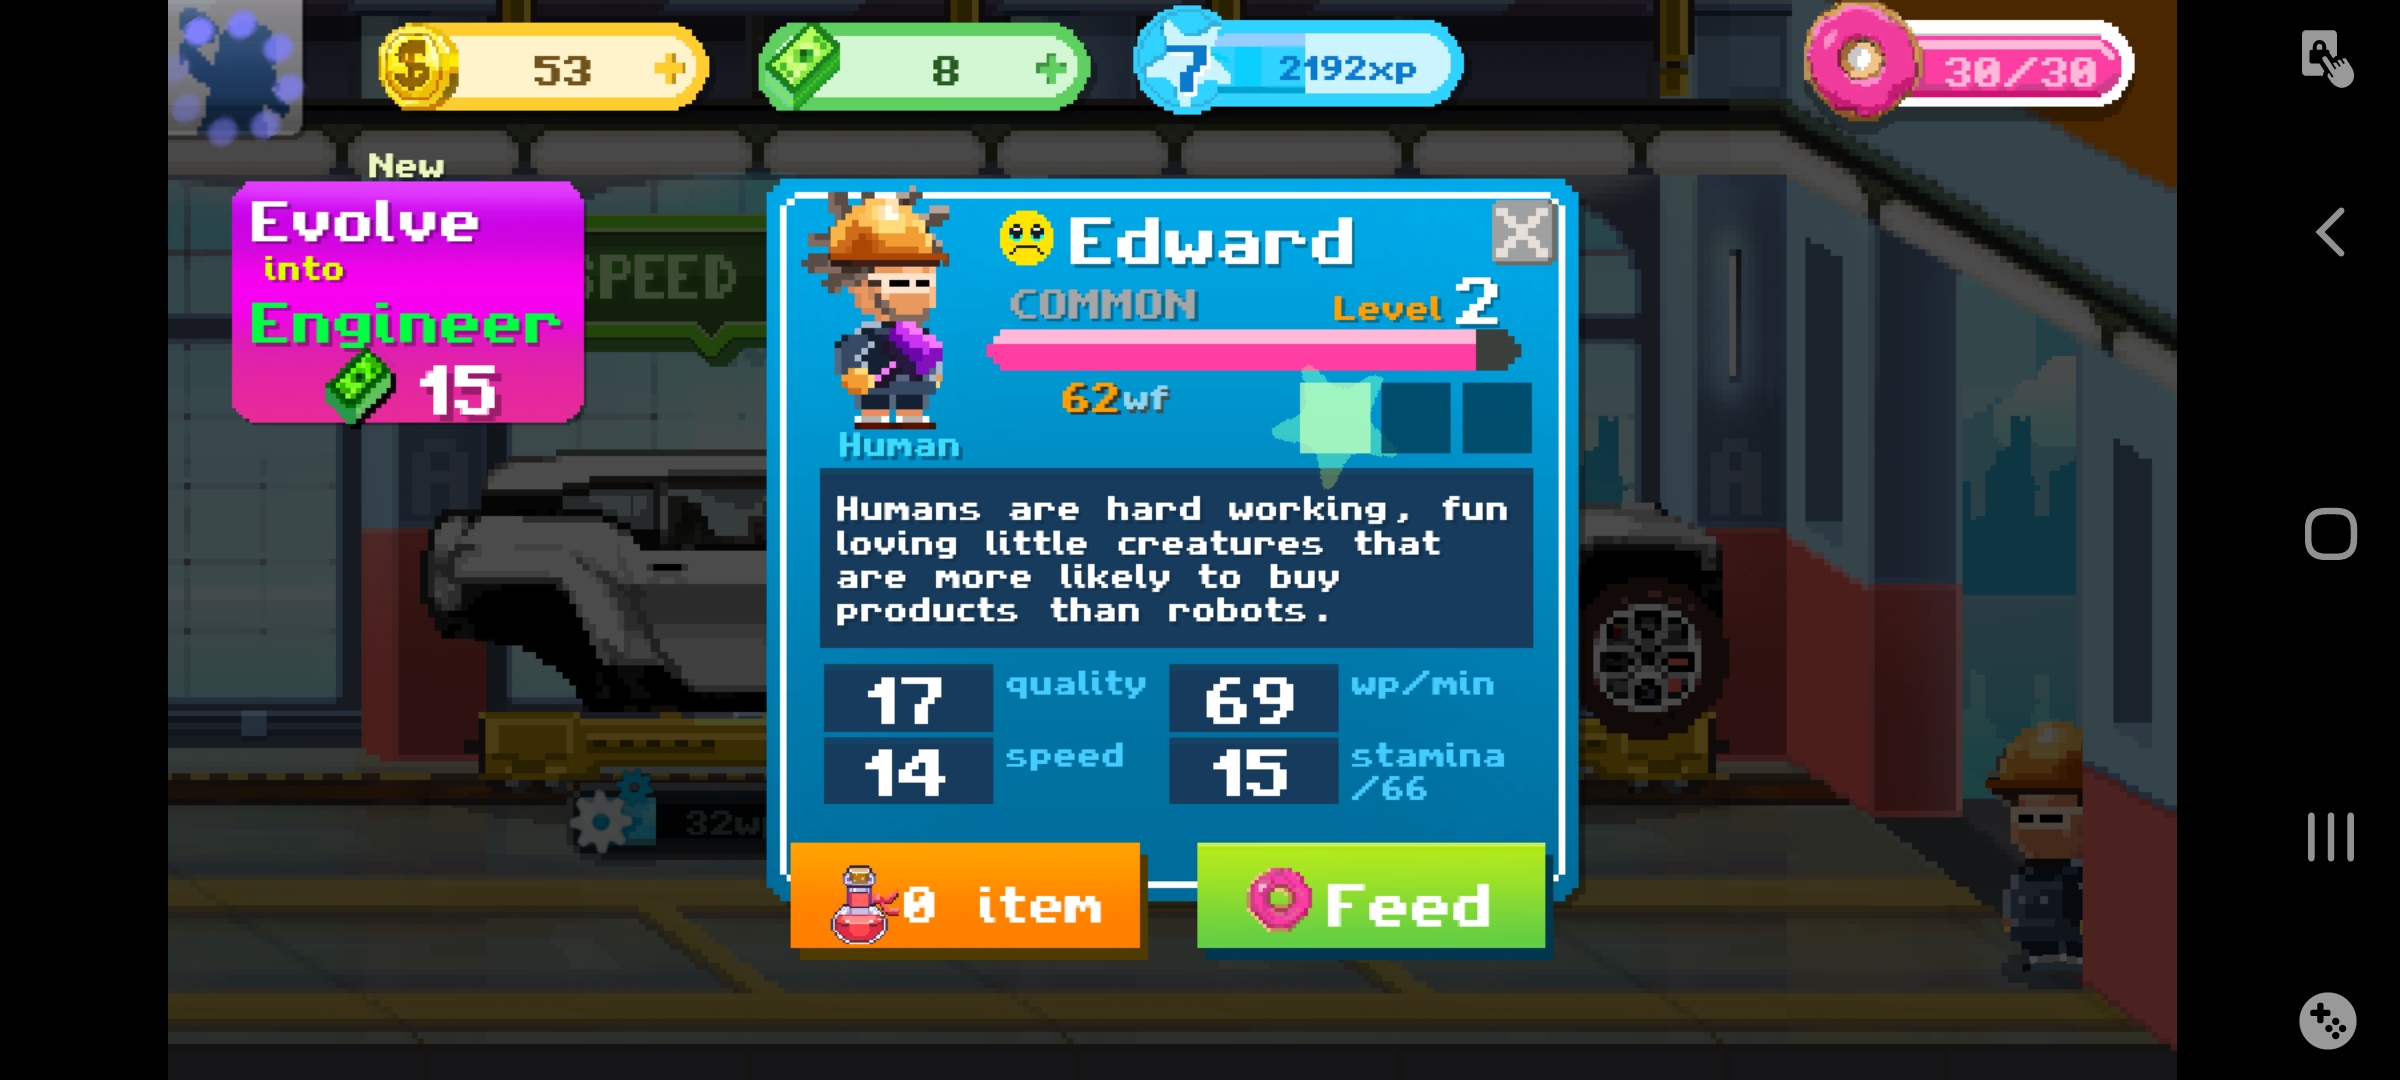 53
8
7
2192xp
30/30
New
Evolve
into
Engineer
15
SPEED
Edward
COMMON
Level 2
62wf
Human
Humans are hard working, fun
loving little creatures that
are more likely to buy
products than robots.
17 quality
69 wp/min
14 speed
15 stamina
/66
0 item
Feed